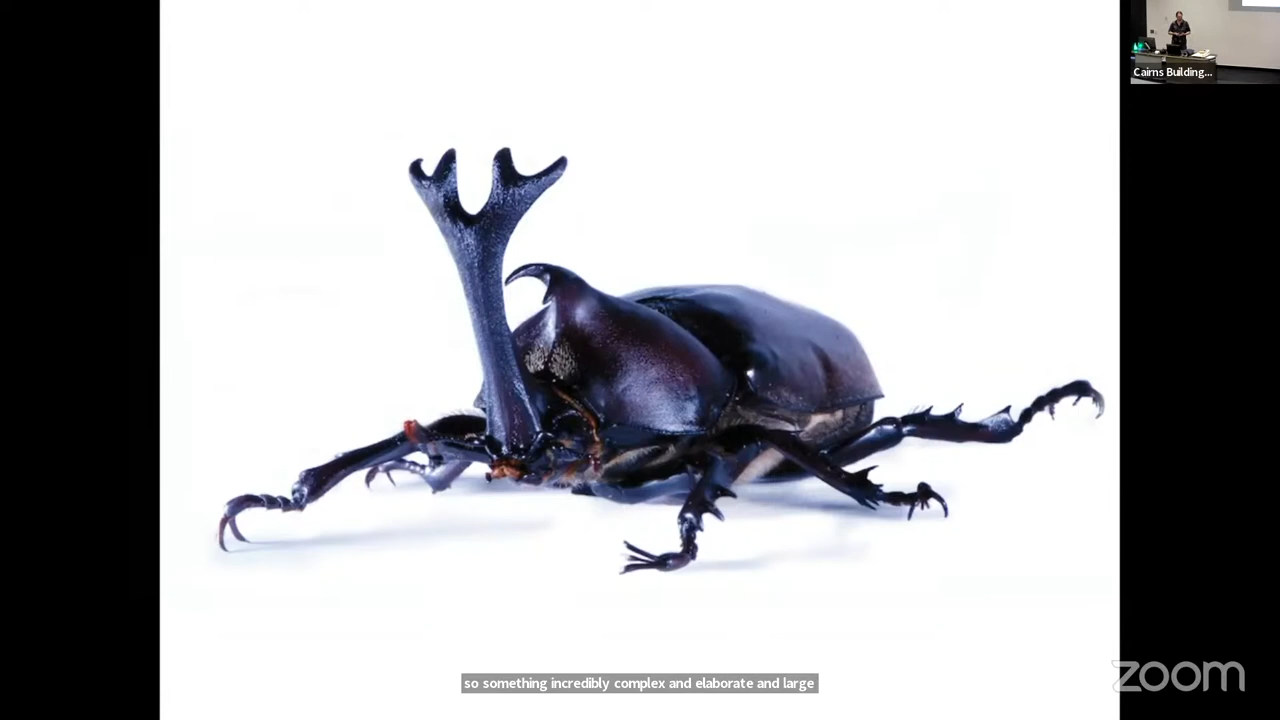 Cairns Building...
so something incredibly complex and elaborate and large
zoom